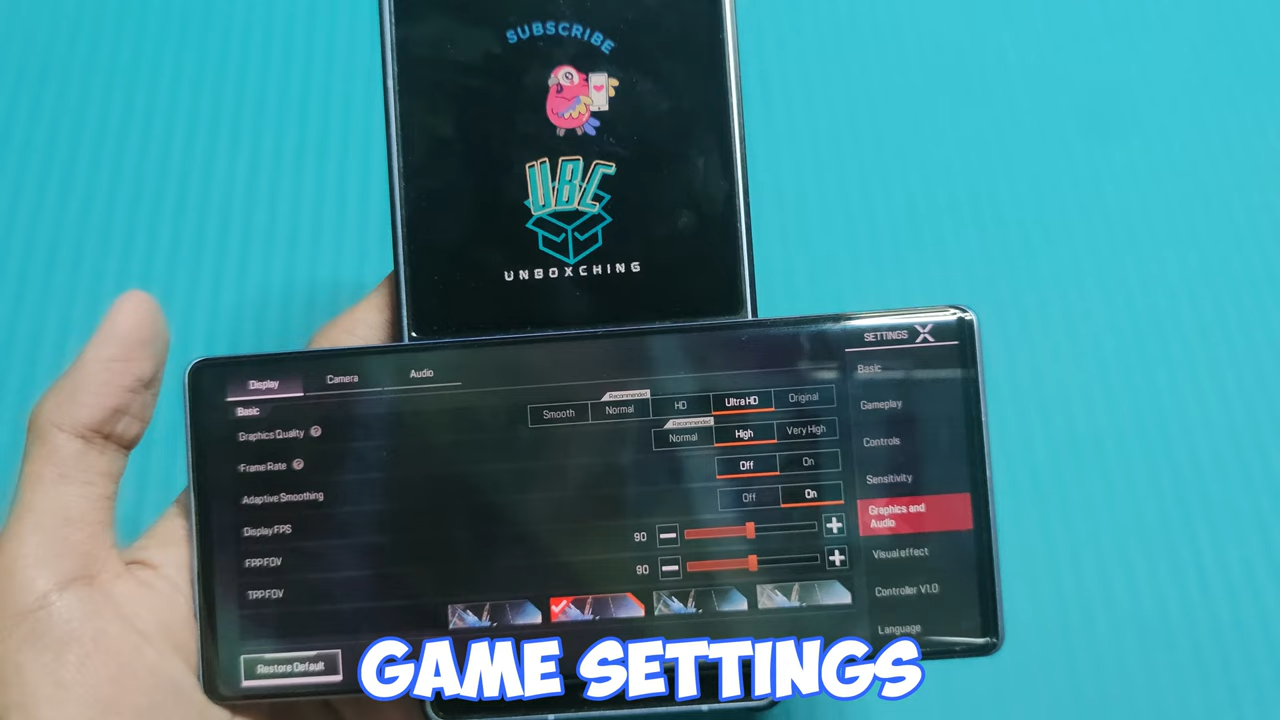 SUBSCRIBE
UBC
UNBOXCHING
SETTINGS X
Display
Camera
Audio
Basic
Graphics Quality ?
Smooth
Recommended
Normal
HD
Ultra HD
Original
Frame Rate ?
Recommended
Normal
High
Very High
Adaptive Smoothing
Off
On
Display FPS
Off
On
FPP FOV
90
TPP FOV
90
Restore Default
Basic
Gameplay
Controls
Sensitivity
Graphics and
Audio
Visual effect
Controller V1.0
Language
GAME SETTINGS